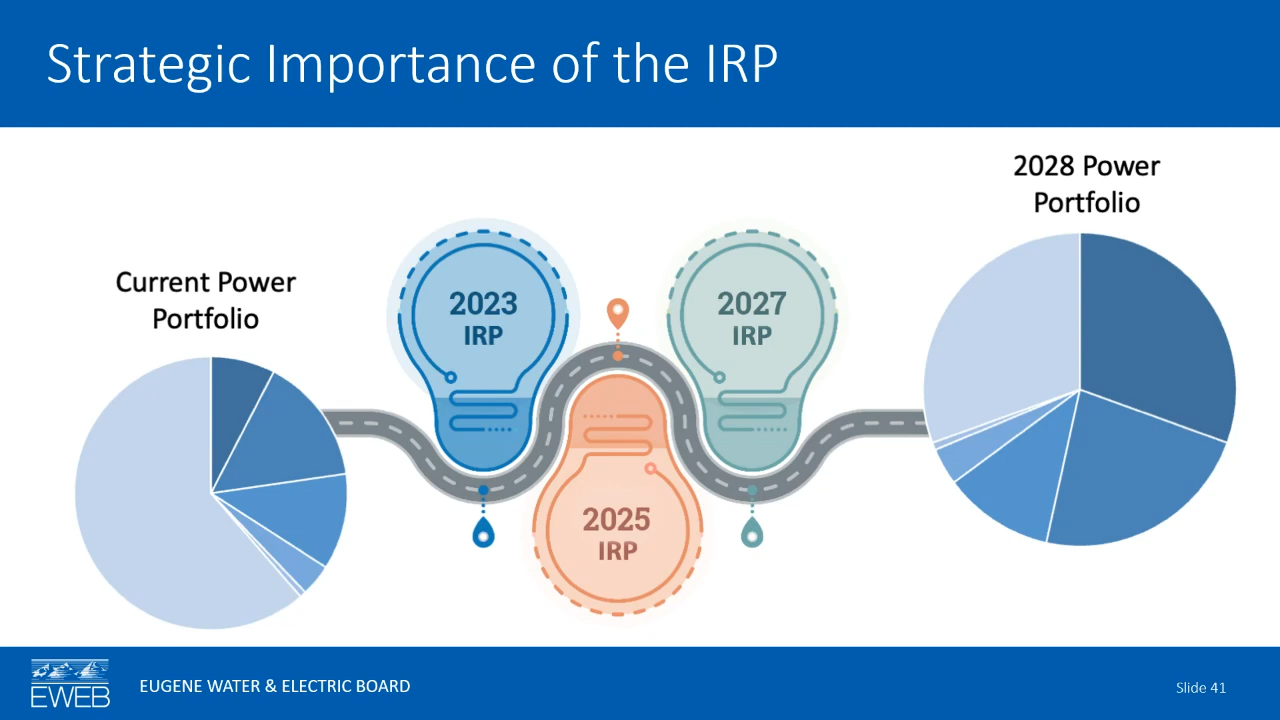 Strategic Importance of the IRP
Current Power
Portfolio
2023
IRP
2025
IRP
2027
IRP
2028 Power
Portfolio
EWEB
EUGENE WATER & ELECTRIC BOARD
Slide 41